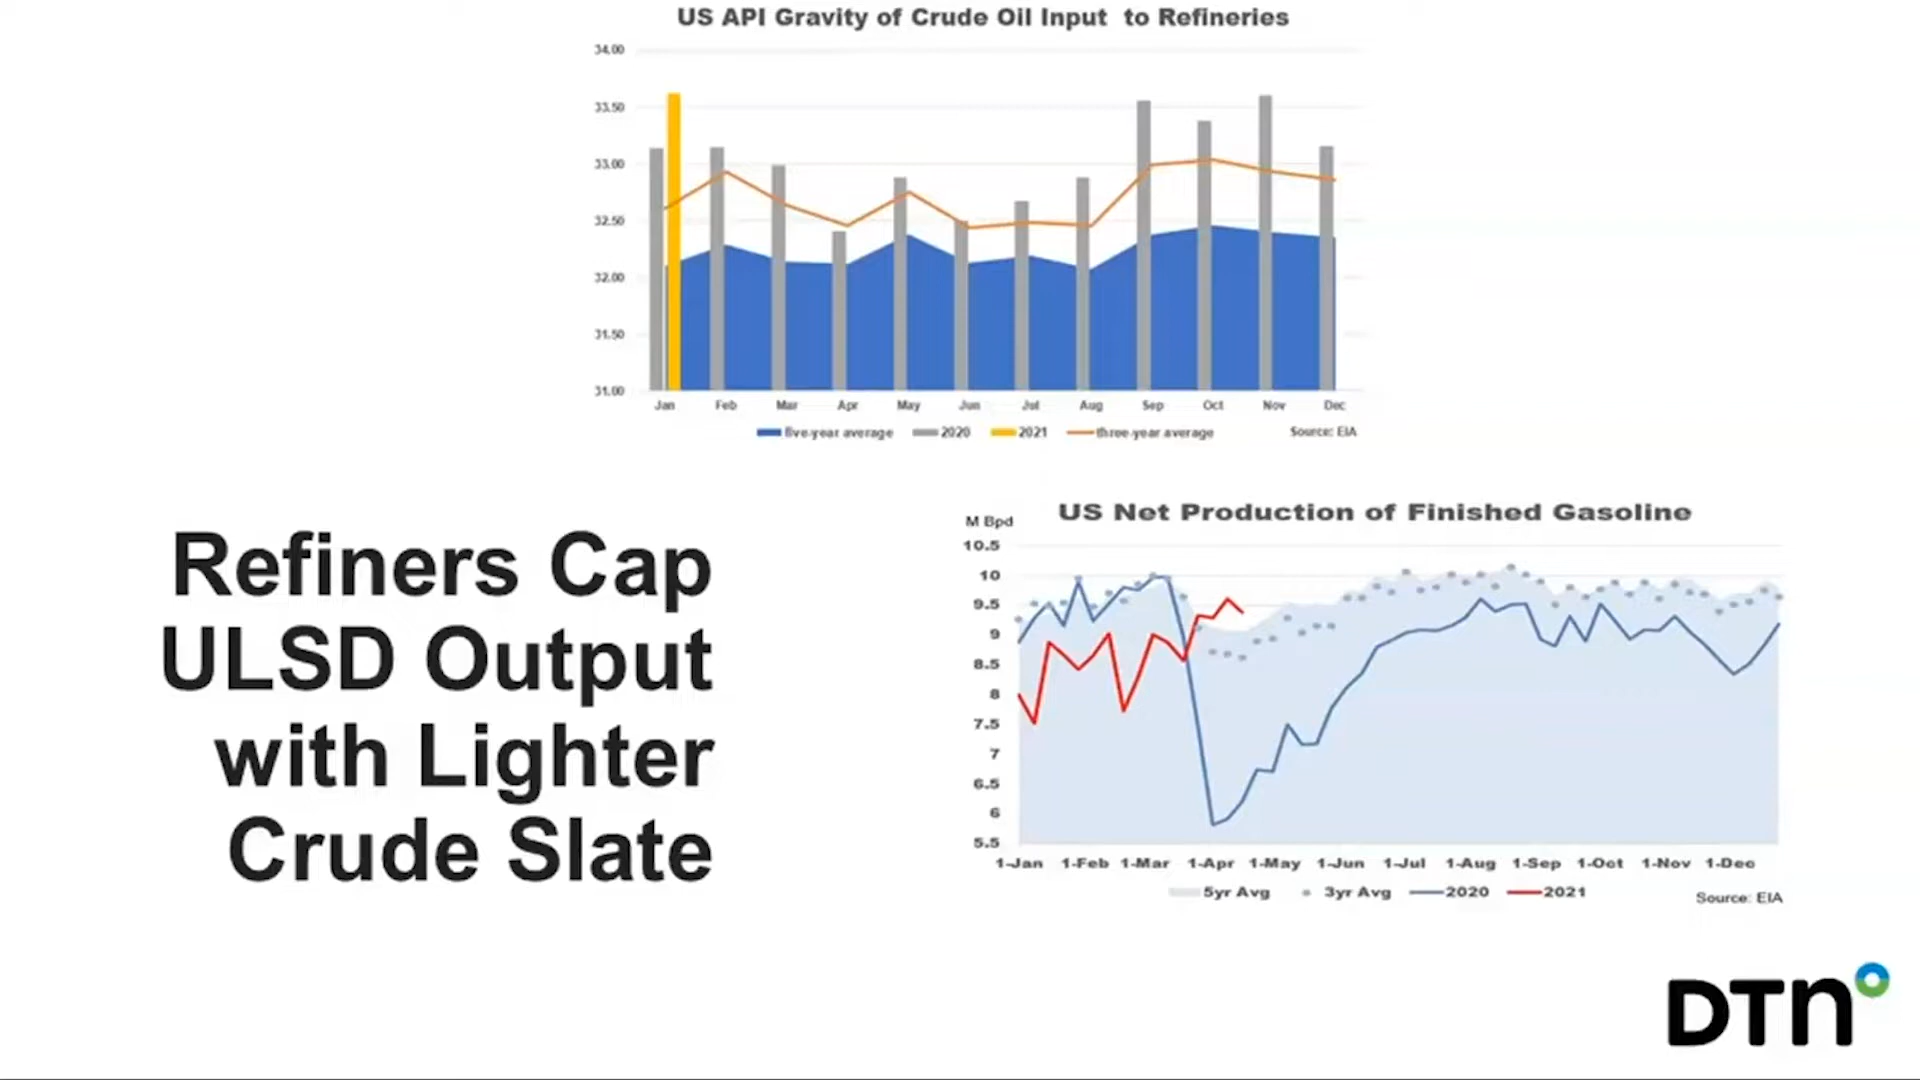 US API Gravity of Crude Oil Input to Refineries
34.00
33.50
33.00
32.50
32.00
31.50
31.00
Jan Feb Mar Apr May Jun Jul Aug Sep Oct Nov Dec
five-year average 2020 2021 three-year average
Source: EIA
Refiners Cap
ULSD Output
with Lighter
Crude Slate
US Net Production of Finished Gasoline
M Bpd
10.5
10
9.5
9
8.5
8
7.5
7
6.5
6
5.5
1-Jan 1-Feb 1-Mar 1-Apr 1-May 1-Jun 1-Jul 1-Aug 1-Sep 1-Oct 1-Nov 1-Dec
5yr Avg 3yr Avg 2020 2021
Source: EIA
DTN